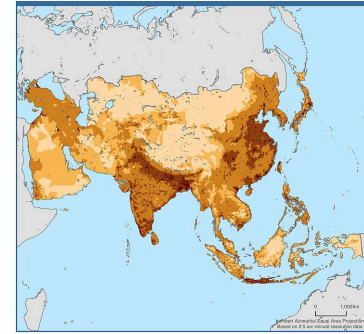 0 1,000km
Lambert Azimuthal Equal Area Projection
Based on 2.5 arc-minute resolution data